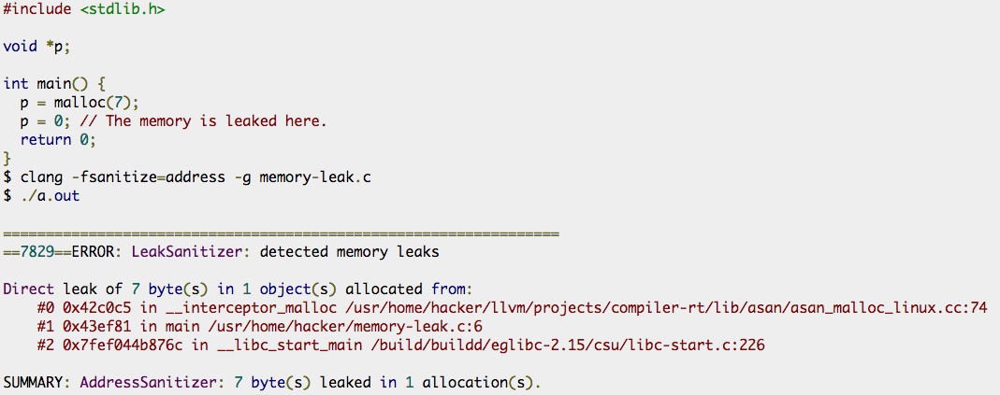 #include <stdlib.h>
void *p;
int main() {
  p = malloc(7);
  p = 0; // The memory is leaked here.
  return 0;
}
$ clang -fsanitize=address -g memory-leak.c
$ ./a.out
=================================================================
==7829==ERROR: LeakSanitizer: detected memory leaks
Direct leak of 7 byte(s) in 1 object(s) allocated from:
    #0 0x42c0c5 in __interceptor_malloc /usr/home/hacker/llvm/projects/compiler-rt/lib/asan/asan_malloc_linux.cc:74
    #1 0x43ef81 in main /usr/home/hacker/memory-leak.c:6
    #2 0x7fef044b876c in __libc_start_main /build/buildd/eglibc-2.15/csu/libc-start.c:226
SUMMARY: AddressSanitizer: 7 byte(s) leaked in 1 allocation(s).